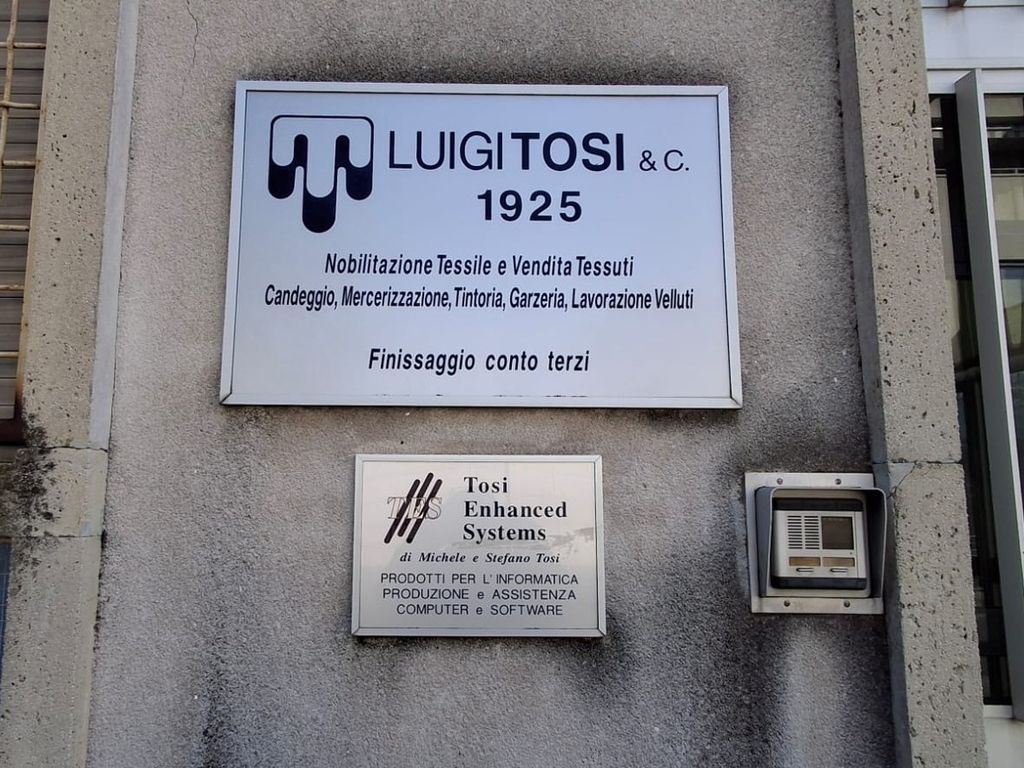 LUIGITOSI & C.
1925
Nobilitazione Tessile e Vendita Tessuti
Candeggio, Mercerizzazione, Tintoria, Garzeria, Lavorazione Velluti
Finissaggio conto terzi
TES
Tosi
Enhanced
Systems
di Michele e Stefano Tosi
PRODOTTI PER L'INFORMATICA
PRODUZIONE e ASSISTENZA
COMPUTER e SOFTWARE